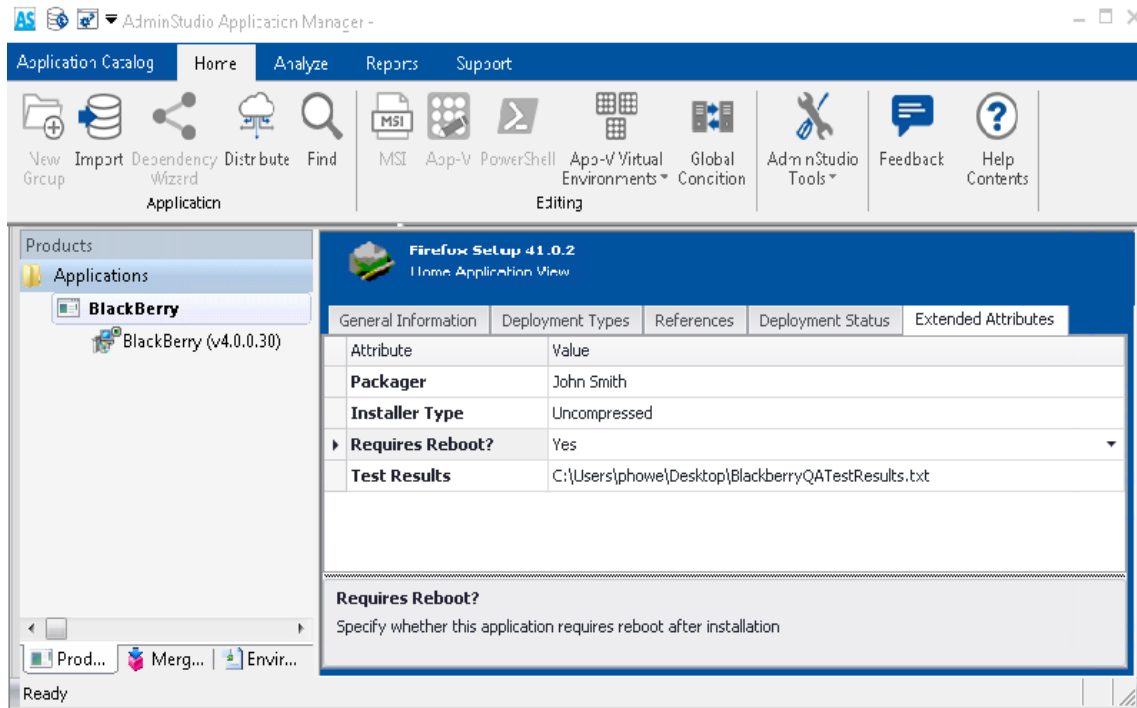 AS AdminStudio Application Manager -
Application Catalog Home Analyze Reports Support
New Group Import Dependency Wizard Distribute Find MSI App-V PowerShell App-V Virtual Environments Global Condition AdminStudio Tools Feedback Help Contents
MSI
Application Editing
Products
Applications
BlackBerry
BlackBerry (v4.0.0.30)
Firefox Setup 41.0.2
Home Application View
General Information Deployment Types References Deployment Status Extended Attributes
Attribute Value
Packager John Smith
Installer Type Uncompressed
Requires Reboot? Yes
Test Results C:\Users\phowe\Desktop\BlackberryQATestResults.txt
Requires Reboot?
Specify whether this application requires reboot after installation
Prod... Merg... Envir...
Ready